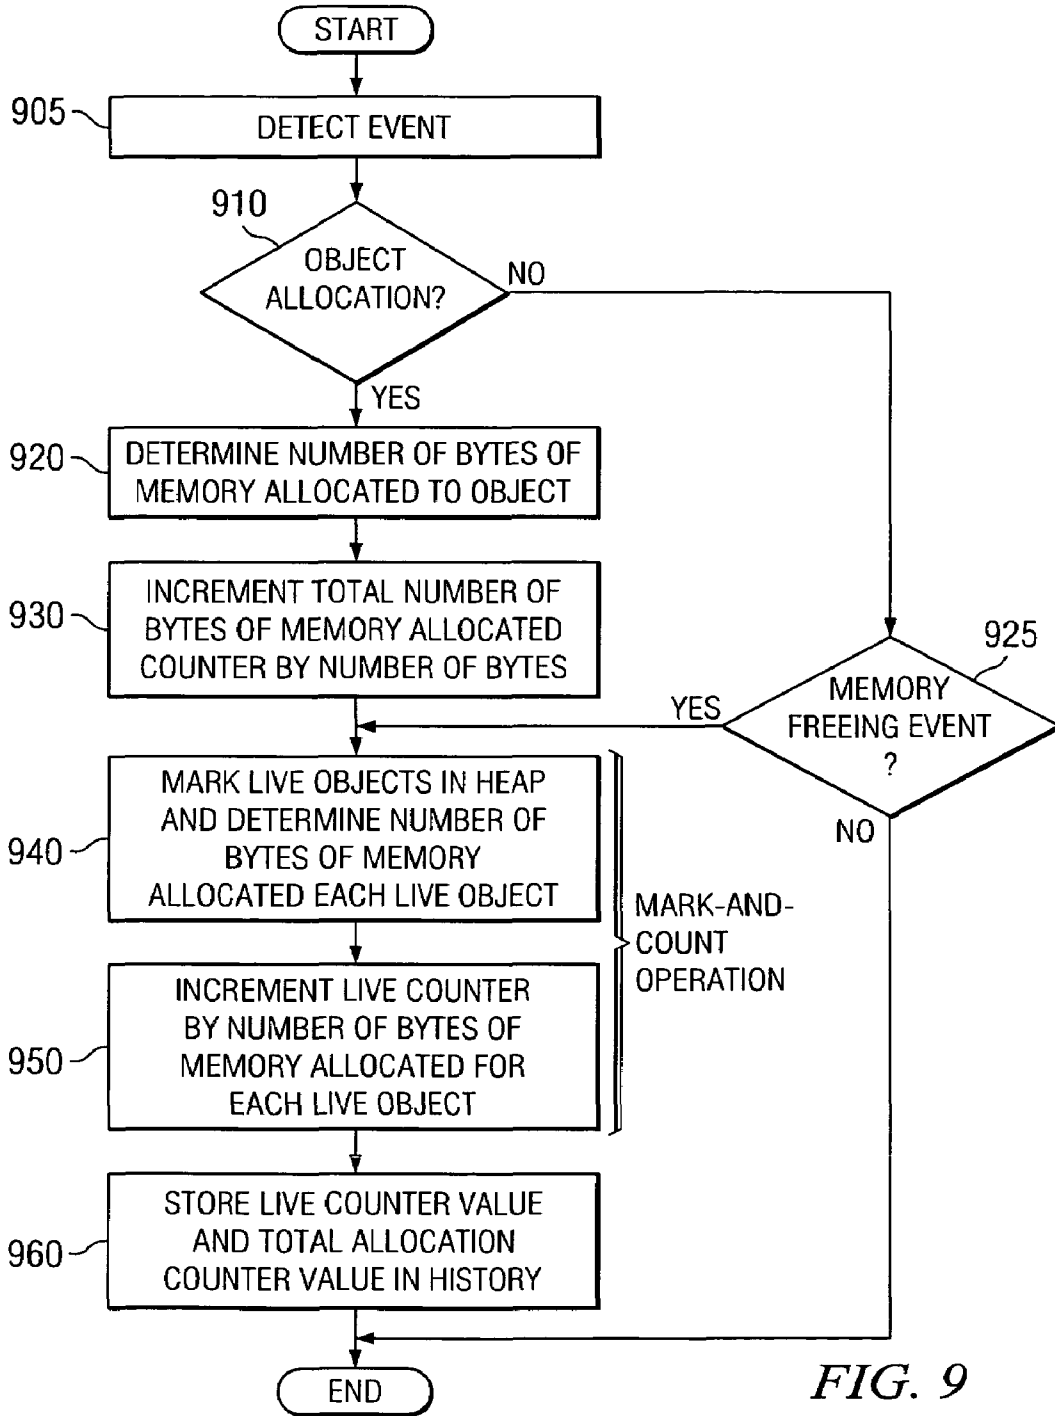 START
905
DETECT EVENT
910
OBJECT
ALLOCATION?
NO
YES
920
DETERMINE NUMBER OF BYTES OF
MEMORY ALLOCATED TO OBJECT
930
INCREMENT TOTAL NUMBER OF
BYTES OF MEMORY ALLOCATED
COUNTER BY NUMBER OF BYTES
925
MEMORY
FREEING EVENT
?
YES
NO
940
MARK LIVE OBJECTS IN HEAP
AND DETERMINE NUMBER OF
BYTES OF MEMORY
ALLOCATED EACH LIVE OBJECT
MARK-AND-
COUNT
OPERATION
950
INCREMENT LIVE COUNTER
BY NUMBER OF BYTES OF
MEMORY ALLOCATED FOR
EACH LIVE OBJECT
960
STORE LIVE COUNTER VALUE
AND TOTAL ALLOCATION
COUNTER VALUE IN HISTORY
END
FIG. 9